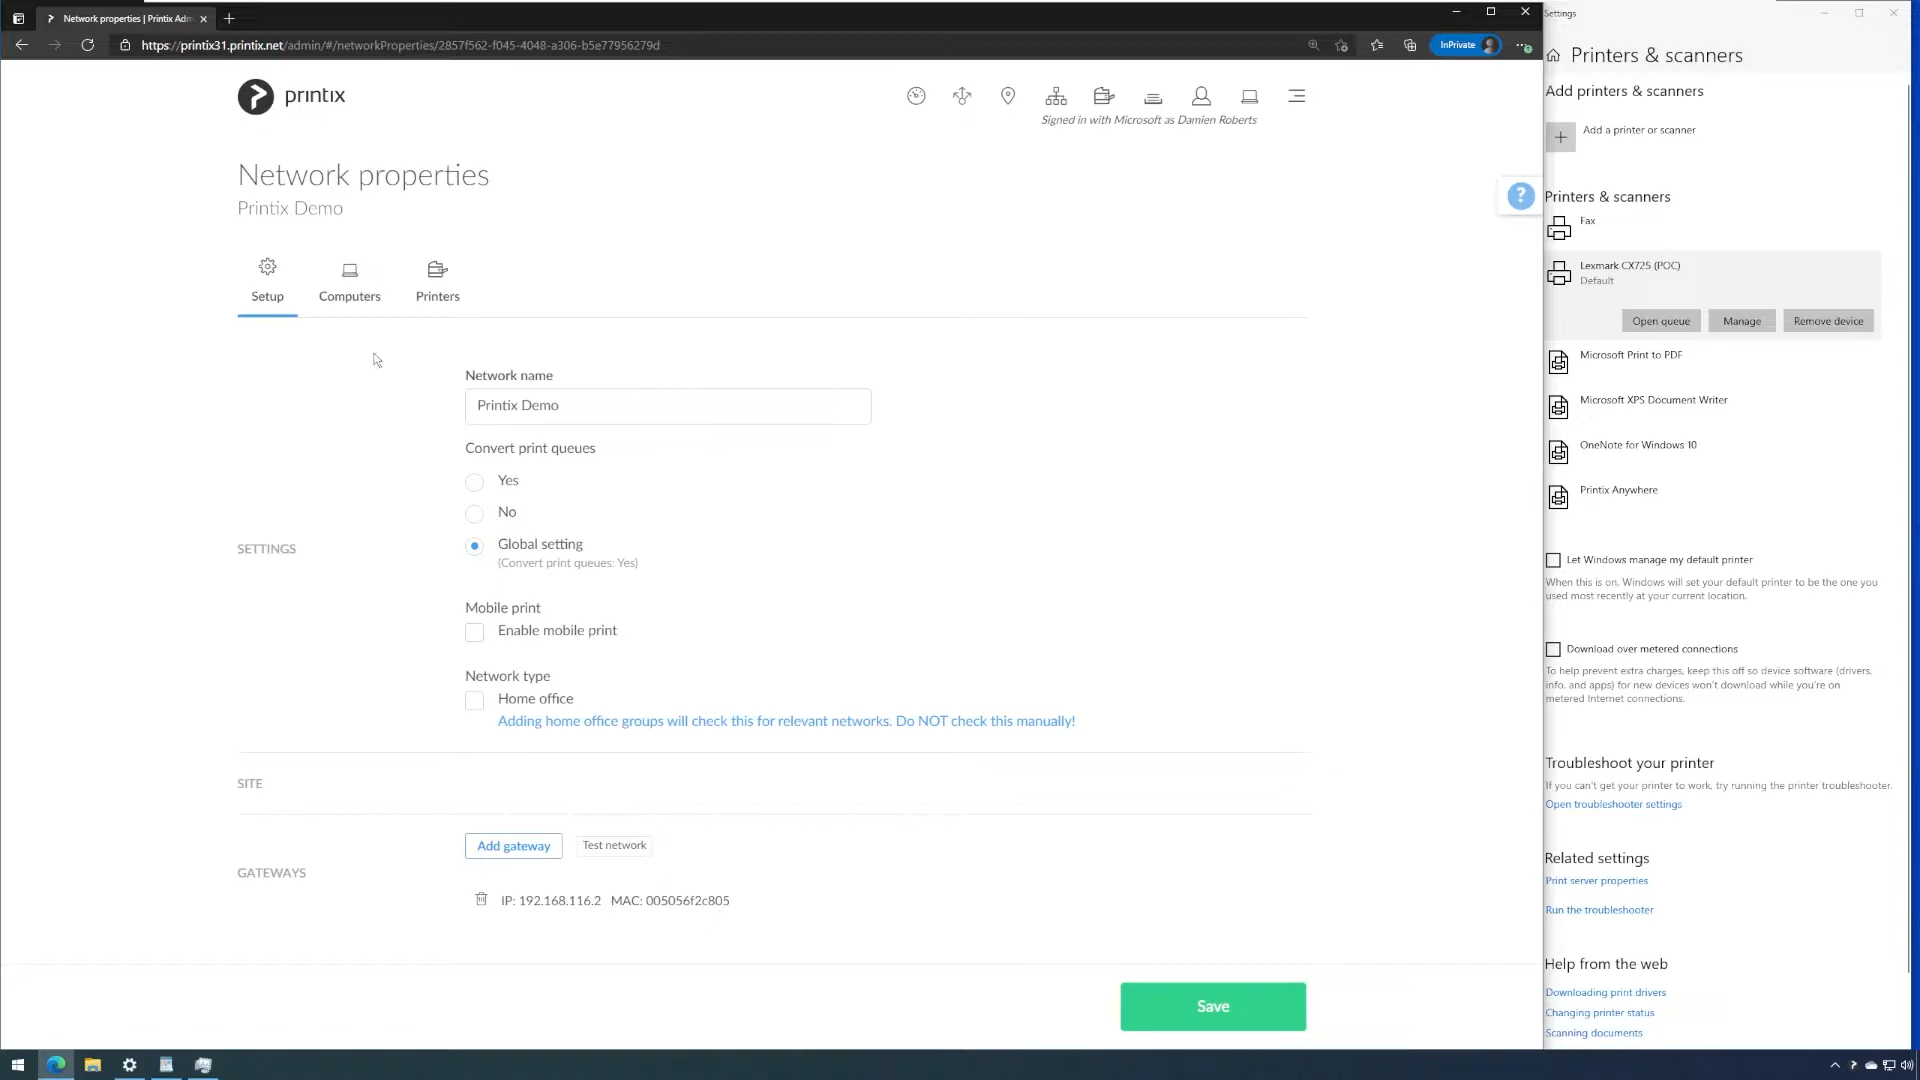 Network properties | Printix Adm
https://printix31.printix.net/admin/#/networkProperties/2857f562-f045-4048-a306-b5e77956279d
InPrivate
printix
Signed in with Microsoft as Damien Roberts
Network properties
Printix Demo
Setup
Computers
Printers
Network name
Printix Demo
Convert print queues
Yes
No
SETTINGS
Global setting
(Convert print queues: Yes)
Mobile print
Enable mobile print
Network type
Home office
Adding home office groups will check this for relevant networks. Do NOT check this manually!
SITE
Add gateway
Test network
GATEWAYS
IP: 192.168.116.2 MAC: 005056f2c805
Save
?
Settings
Printers & scanners
Add printers & scanners
Add a printer or scanner
Printers & scanners
Fax
Lexmark CX725 (POC)
Default
Open queue
Manage
Remove device
Microsoft Print to PDF
Microsoft XPS Document Writer
OneNote for Windows 10
Printix Anywhere
Let Windows manage my default printer
When this is on, Windows will set your default printer to be the one you
used most recently at your current location.
Download over metered connections
To help prevent extra charges, keep this off so device software (drivers,
info, and apps) for new devices won't download while you're on
metered Internet connections.
Troubleshoot your printer
If you can't get your printer to work, try running the printer troubleshooter.
Open troubleshooter settings
Related settings
Print server properties
Run the troubleshooter
Help from the web
Downloading print drivers
Changing printer status
Scanning documents